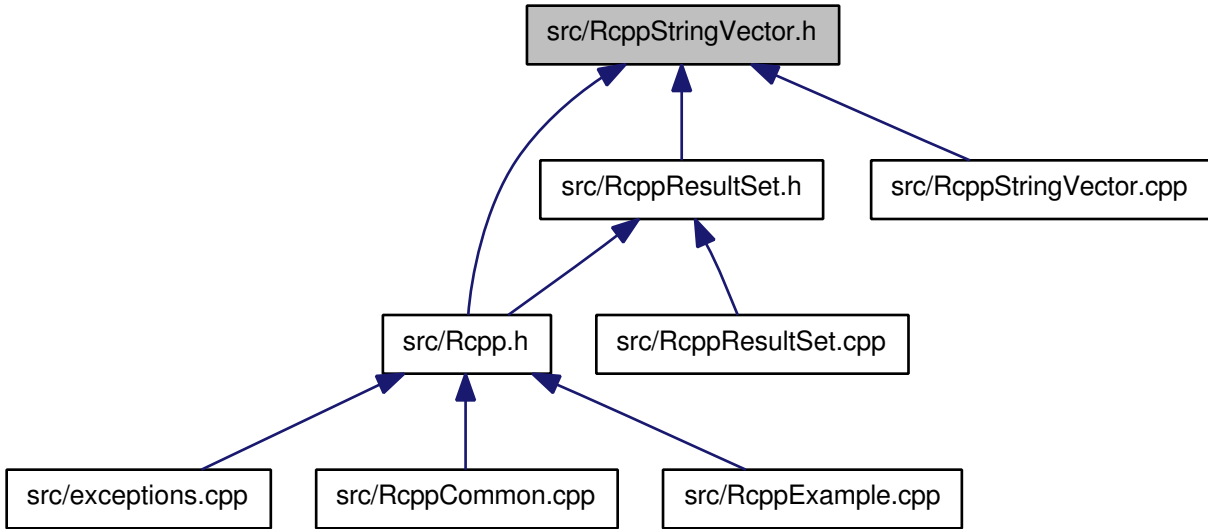 src/RcppStringVector.h
src/RcppResultSet.h
src/RcppStringVector.cpp
src/Rcpp.h
src/RcppResultSet.cpp
src/exceptions.cpp
src/RcppCommon.cpp
src/RcppExample.cpp